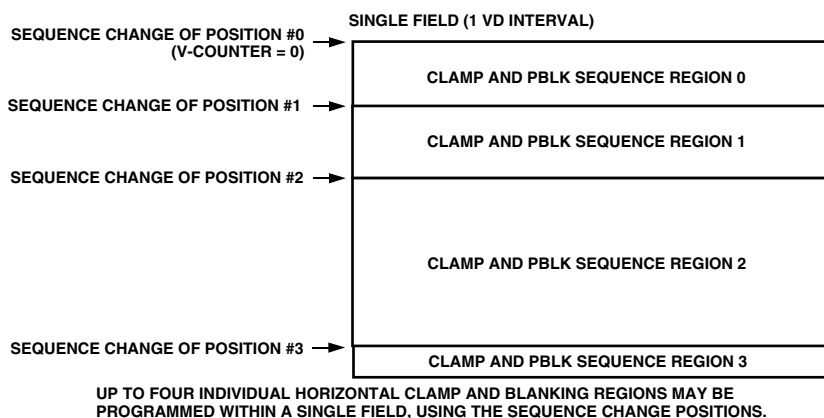 SINGLE FIELD (1 VD INTERVAL)
SEQUENCE CHANGE OF POSITION #0
(V-COUNTER = 0)
CLAMP AND PBLK SEQUENCE REGION 0
SEQUENCE CHANGE OF POSITION #1
CLAMP AND PBLK SEQUENCE REGION 1
SEQUENCE CHANGE OF POSITION #2
CLAMP AND PBLK SEQUENCE REGION 2
SEQUENCE CHANGE OF POSITION #3
CLAMP AND PBLK SEQUENCE REGION 3
UP TO FOUR INDIVIDUAL HORIZONTAL CLAMP AND BLANKING REGIONS MAY BE
PROGRAMMED WITHIN A SINGLE FIELD, USING THE SEQUENCE CHANGE POSITIONS.